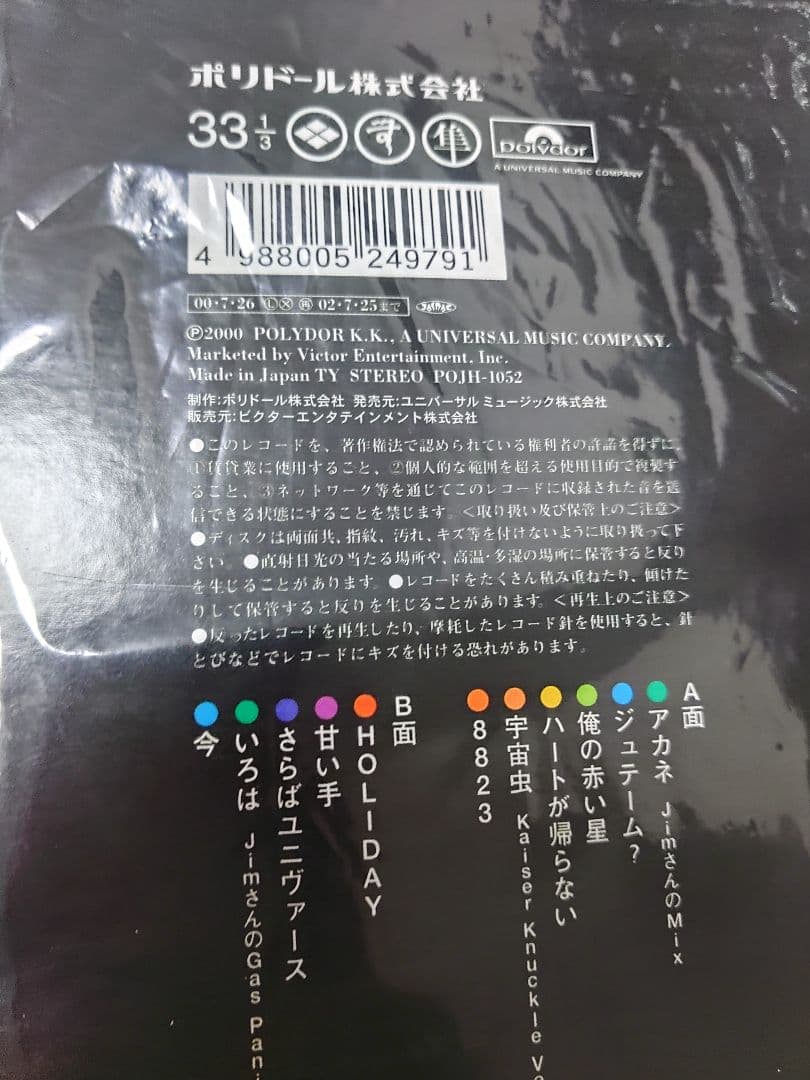 ポリドール株式会社
33 1/3
polydor
A UNIVERSAL MUSIC COMPANY
4 988005 249791
00・7・26 Ⓛ Ⓧ ㊢ 02・7・25まで JASRAC
Ⓟ2000 POLYDOR K.K., A UNIVERSAL MUSIC COMPANY.
Marketed by Victor Entertainment, Inc.
Made in Japan TY STEREO POJH-1052
制作:ポリドール株式会社 発売元:ユニバーサル ミュージック株式会社
販売元:ビクターエンタテインメント株式会社
●このレコードを、著作権法で認められている権利者の許諾を得ずに、
①賃貸業に使用すること、②個人的な範囲を超える使用目的で複製す
ること、③ネットワーク等を通じてこのレコードに収録された音を送
信できる状態にすることを禁じます。<取り扱い及び保管上のご注意>
●ディスクは両面共、指紋、汚れ、キズ等を付けないように取り扱って下
さい。●直射日光の当たる場所や、高温・多湿の場所に保管すると反り
を生じることがあります。●レコードをたくさん積み重ねたり、傾けた
りして保管すると反りを生じることがあります。<再生上のご注意>
●反ったレコードを再生したり、摩耗したレコード針を使用すると、針
とびなどでレコードにキズを付ける恐れがあります。
A面
アカネ JimさんのMix
ジュテーム?
俺の赤い星
ハートが帰らない
宇宙虫 Kaiser Knuckle
8823
B面
HOLIDAY
甘い手
さらばユニヴァース
いろは JimさんのGas
今